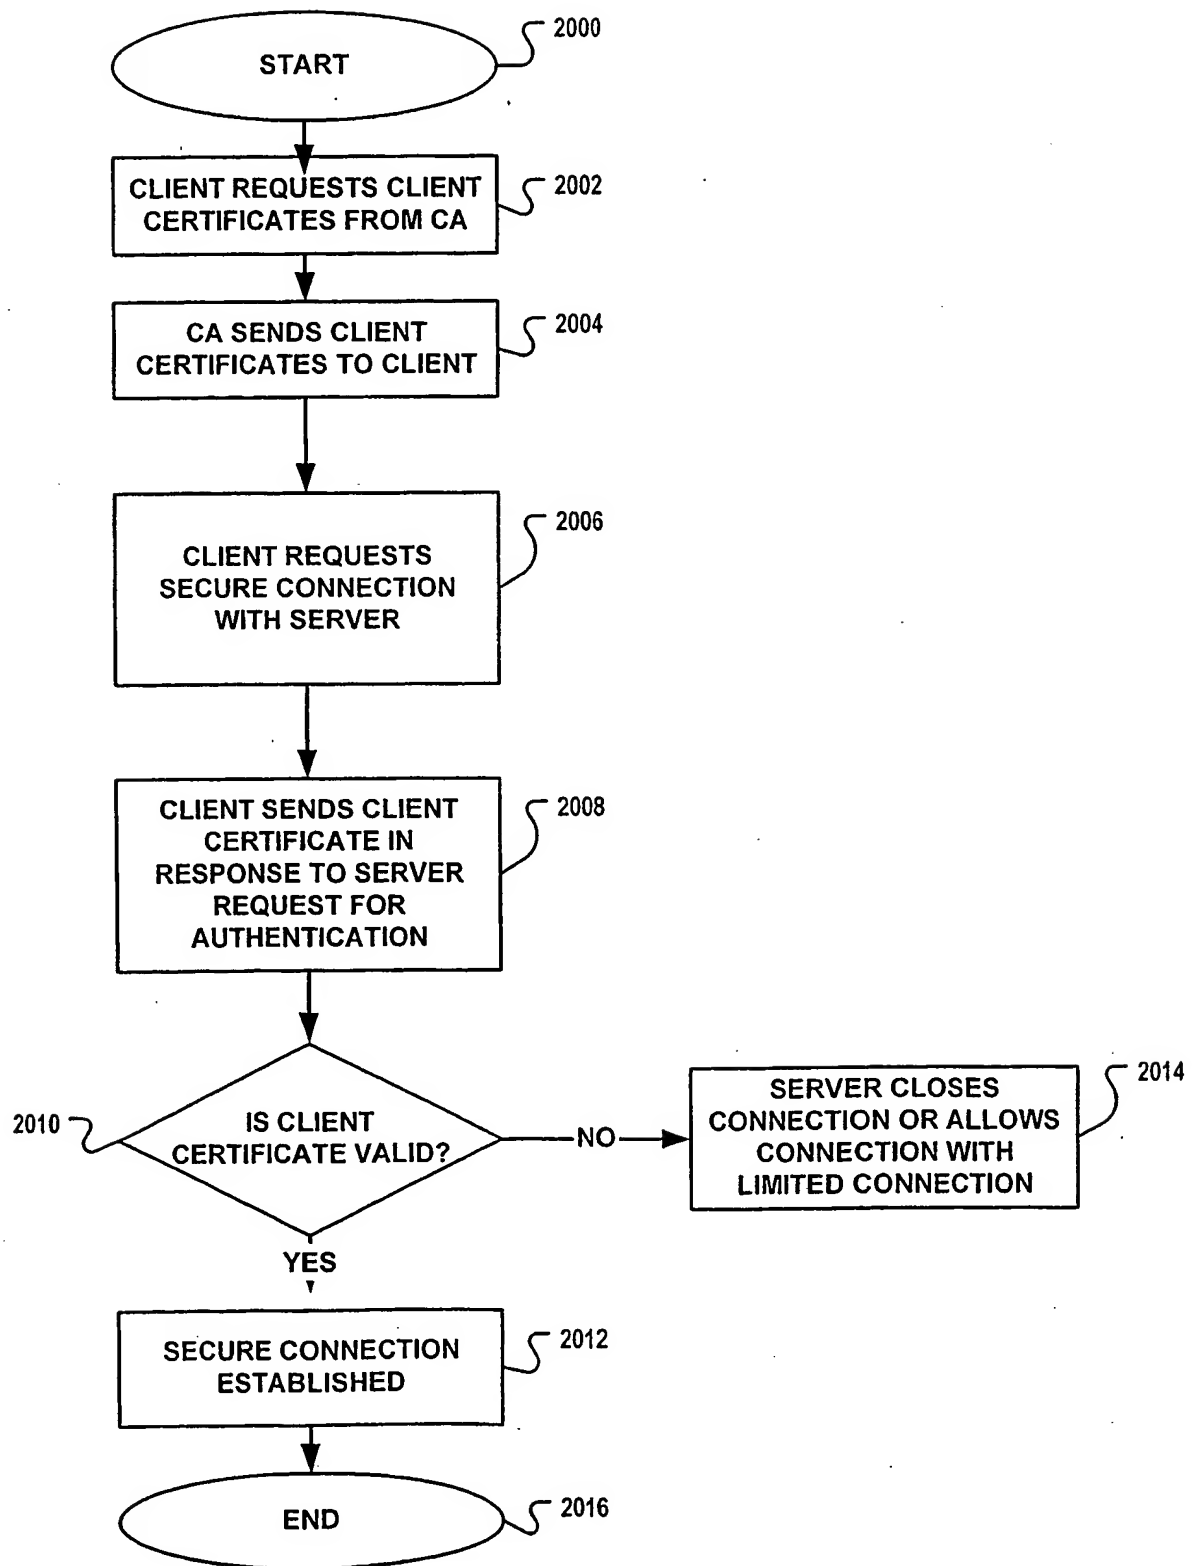 2000
START
2002
CLIENT REQUESTS CLIENT
CERTIFICATES FROM CA
2004
CA SENDS CLIENT
CERTIFICATES TO CLIENT
2006
CLIENT REQUESTS
SECURE CONNECTION
WITH SERVER
2008
CLIENT SENDS CLIENT
CERTIFICATE IN
RESPONSE TO SERVER
REQUEST FOR
AUTHENTICATION
2010
IS CLIENT
CERTIFICATE VALID?
NO
2014
SERVER CLOSES
CONNECTION OR ALLOWS
CONNECTION WITH
LIMITED CONNECTION
YES
2012
SECURE CONNECTION
ESTABLISHED
END
2016